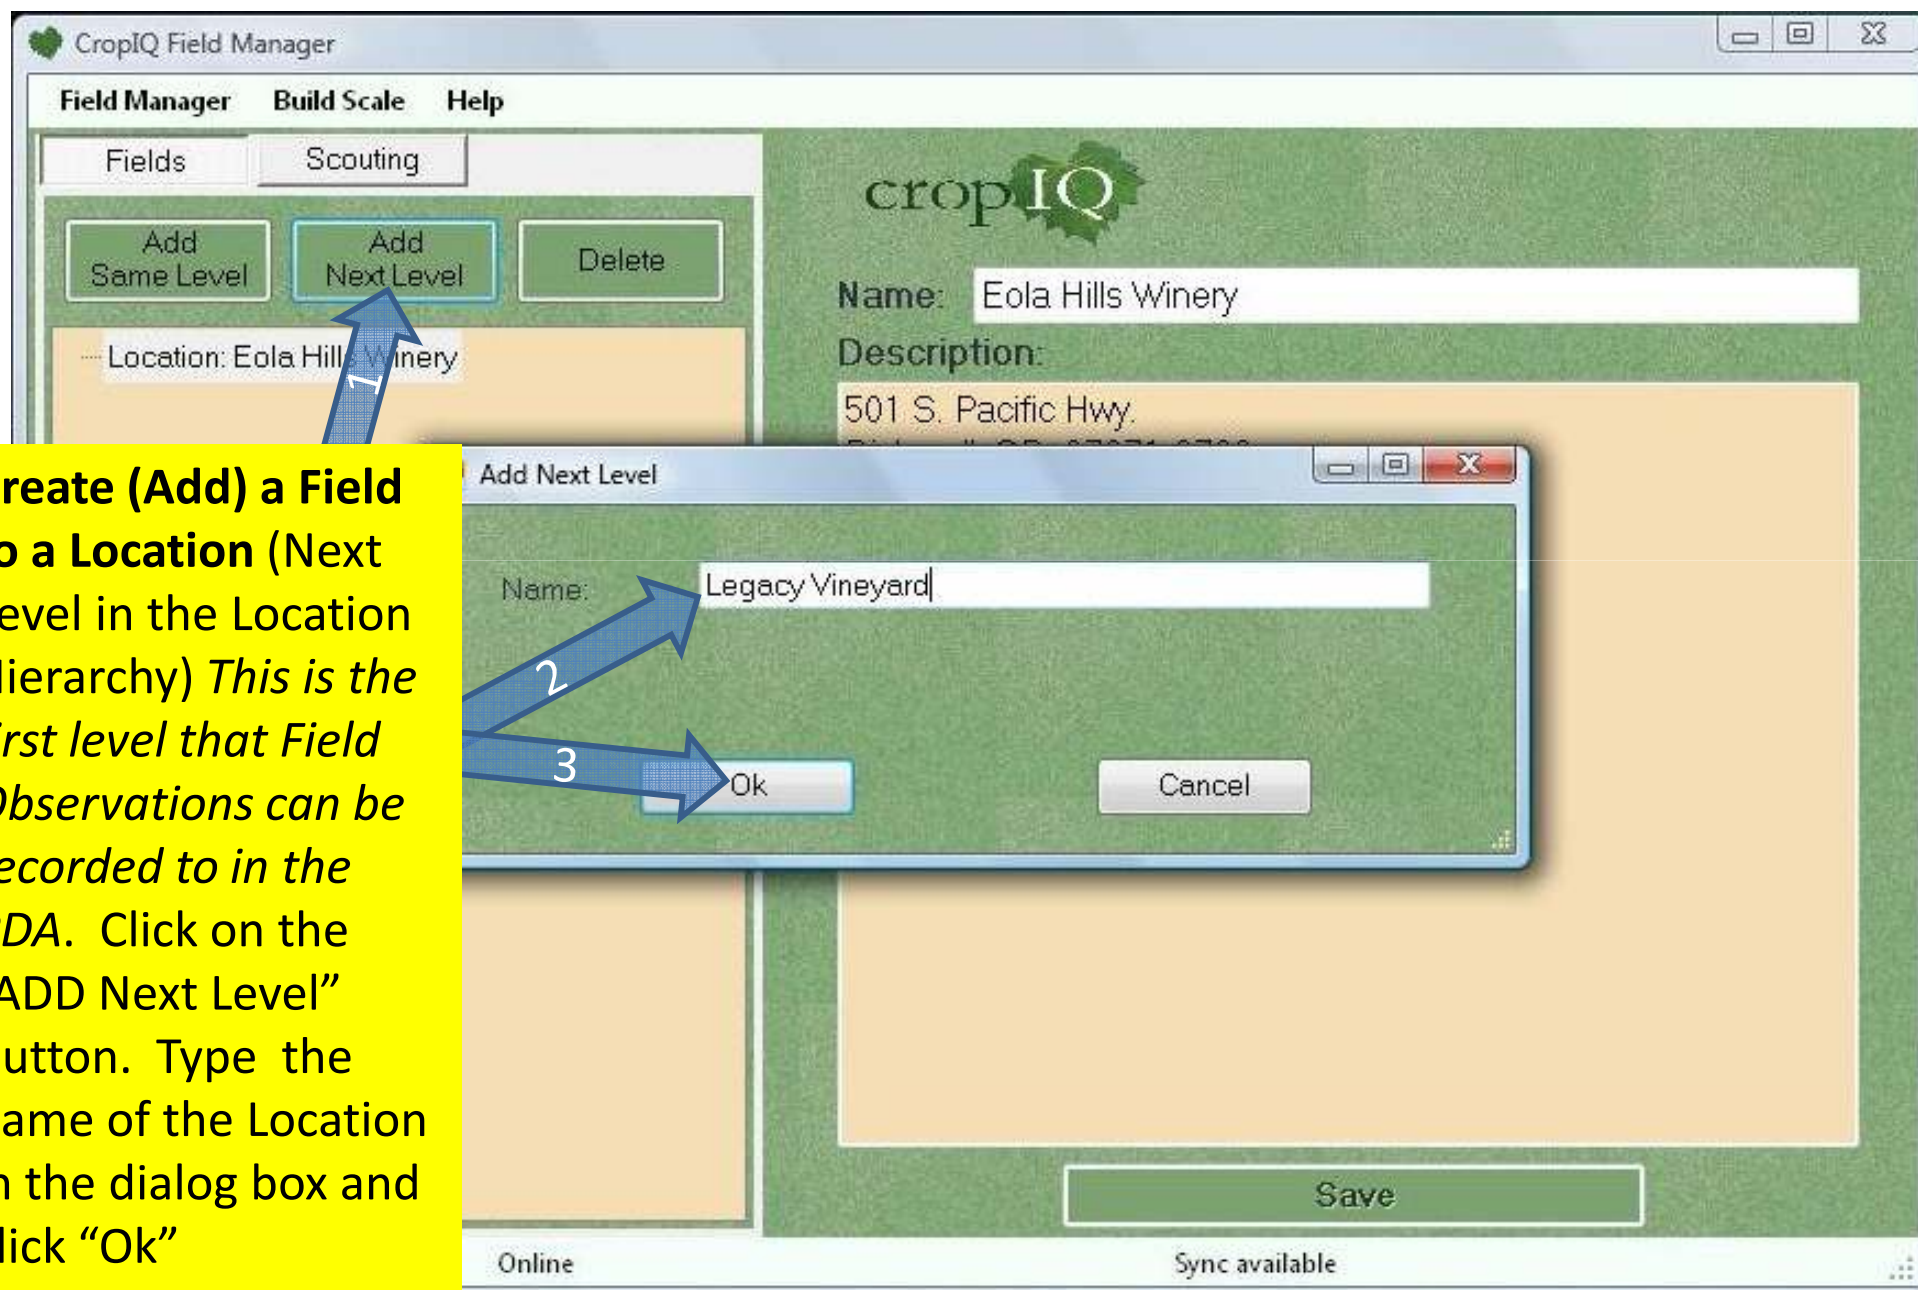 CropIQ Field Manager
Field Manager Build Scale Help
Fields Scouting
cropIQ
Add Same Level
Add Next Level
Delete
Name: Eola Hills Winery
Location: Eola Hills Winery
Description:
501 S. Pacific Hwy.
1
reate (Add) a Field
o a Location (Next
evel in the Location
ierarchy) This is the
irst level that Field
Observations can be
ecorded to in the
DA. Click on the
ADD Next Level”
utton. Type the
ame of the Location
n the dialog box and
lick “Ok”
Add Next Level
Name: Legacy Vineyard
2
3
Ok Cancel
Save
Online Sync available